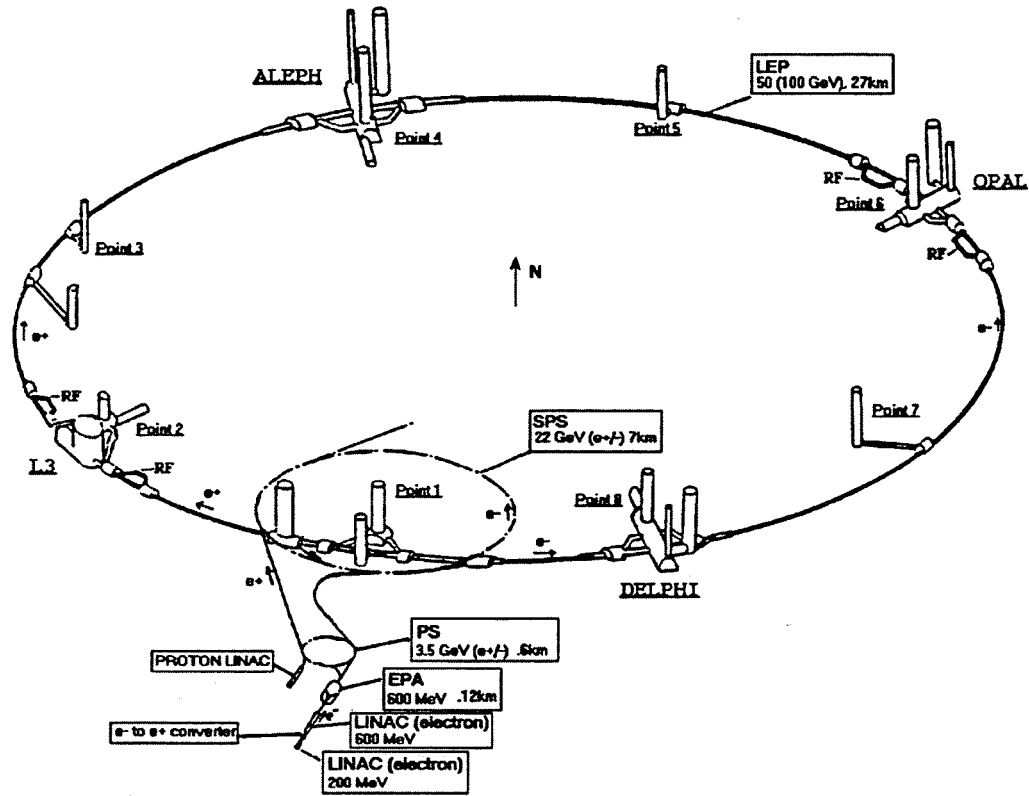 LEP
50 (100 GeV), 27km
ALEPH
Point 4
Point 5
RF
OPAL
Point 6
RF
Point 3
N
e+
e-
RF
Point 2
L3
RF
Point 7
SPS
22 GeV (e+/-) 7km
e+
Point 1
e-
Point 8
e-
DELPHI
e+
PS
3.5 GeV (e+/-) .6km
PROTON LINAC
EPA
600 MeV .12km
e-
LINAC (electron)
600 MeV
e- to e+ converter
LINAC (electron)
200 MeV